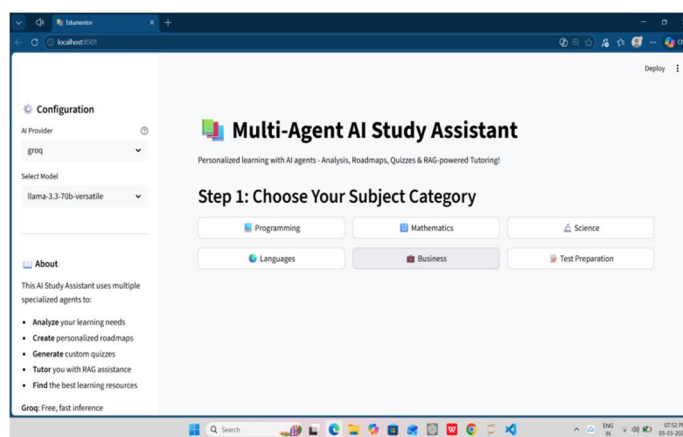 Edumentor
localhost:8501
Deploy
Configuration
AI Provider
groq
Select Model
llama-3.3-70b-versatile
About
This AI Study Assistant uses multiple
specialized agents to:
Analyze your learning needs
Create personalized roadmaps
Generate custom quizzes
Tutor you with RAG assistance
Find the best learning resources
Groq: Free, fast inference
Multi-Agent AI Study Assistant
Personalized learning with AI agents - Analysis, Roadmaps, Quizzes & RAG-powered Tutoring!
Step 1: Choose Your Subject Category
Programming
Mathematics
Science
Languages
Business
Test Preparation
Search
ENG
IN
07:52 PM